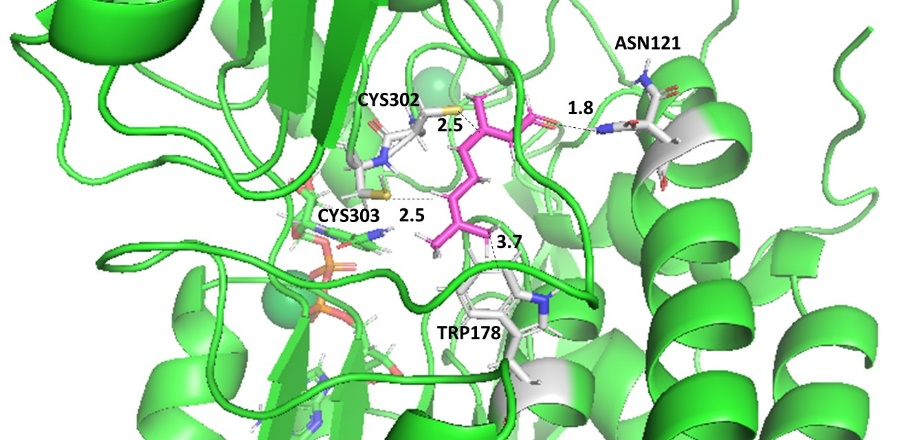 ASN121
CYS302
1.8
2.5
CYS303
2.5
3.7
TRP178